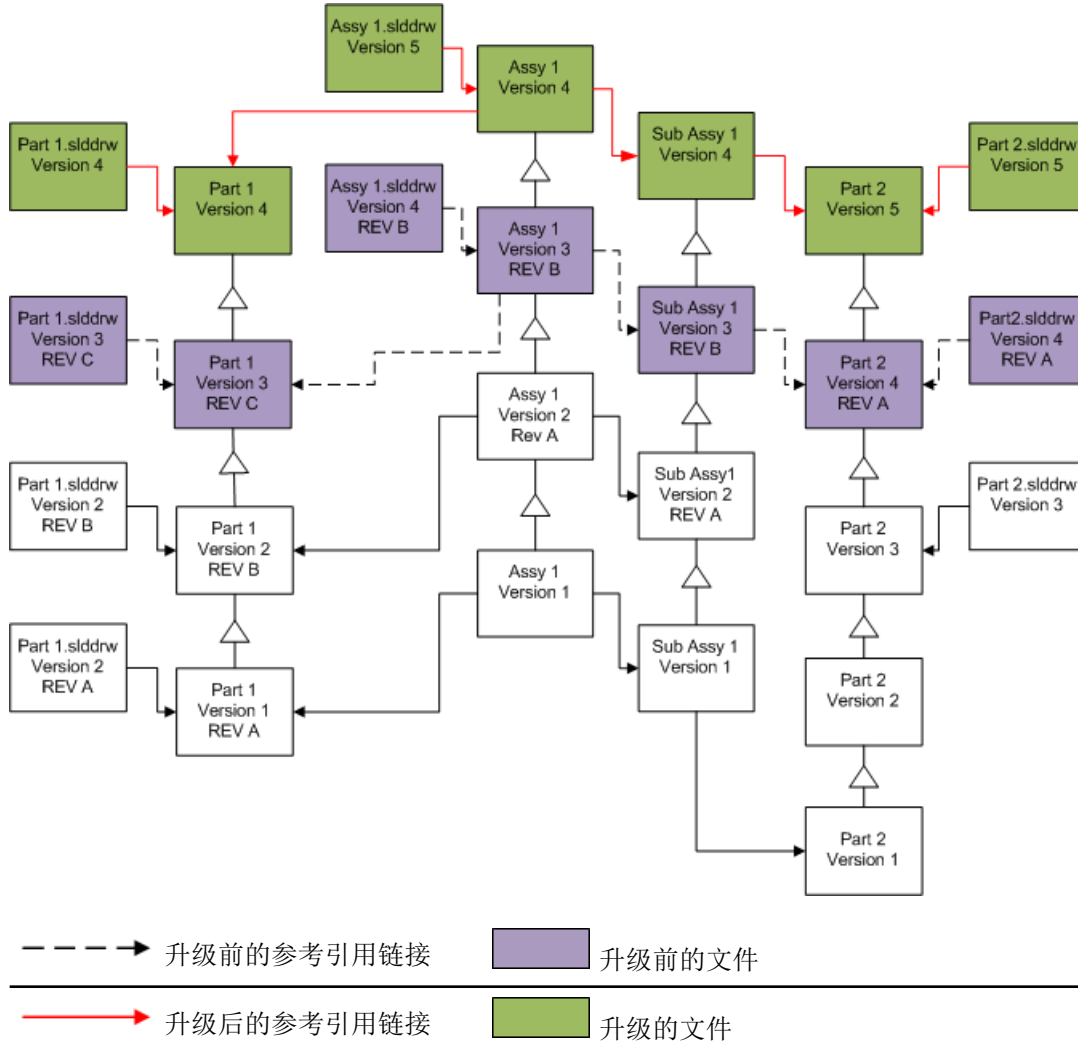 Assy 1.slddrw
Version 5
Assy 1
Version 4
Part 1.slddrw
Version 4
Part 1
Version 4
Sub Assy 1
Version 4
Part 2
Version 5
Part 2.slddrw
Version 5
Assy 1.slddrw
Version 4
REV B
Assy 1
Version 3
REV B
Part 1.slddrw
Version 3
REV C
Part 1
Version 3
REV C
Sub Assy 1
Version 3
REV B
Part 2
Version 4
REV A
Part2.slddrw
Version 4
REV A
Assy 1
Version 2
Rev A
Part 1.slddrw
Version 2
REV B
Part 1
Version 2
REV B
Sub Assy1
Version 2
REV A
Part 2
Version 3
Part 2.slddrw
Version 3
Assy 1
Version 1
Part 1.slddrw
Version 2
REV A
Part 1
Version 1
REV A
Sub Assy 1
Version 1
Part 2
Version 2
Part 2
Version 1
升级前的参考引用链接
升级前的文件
升级后的参考引用链接
升级的文件